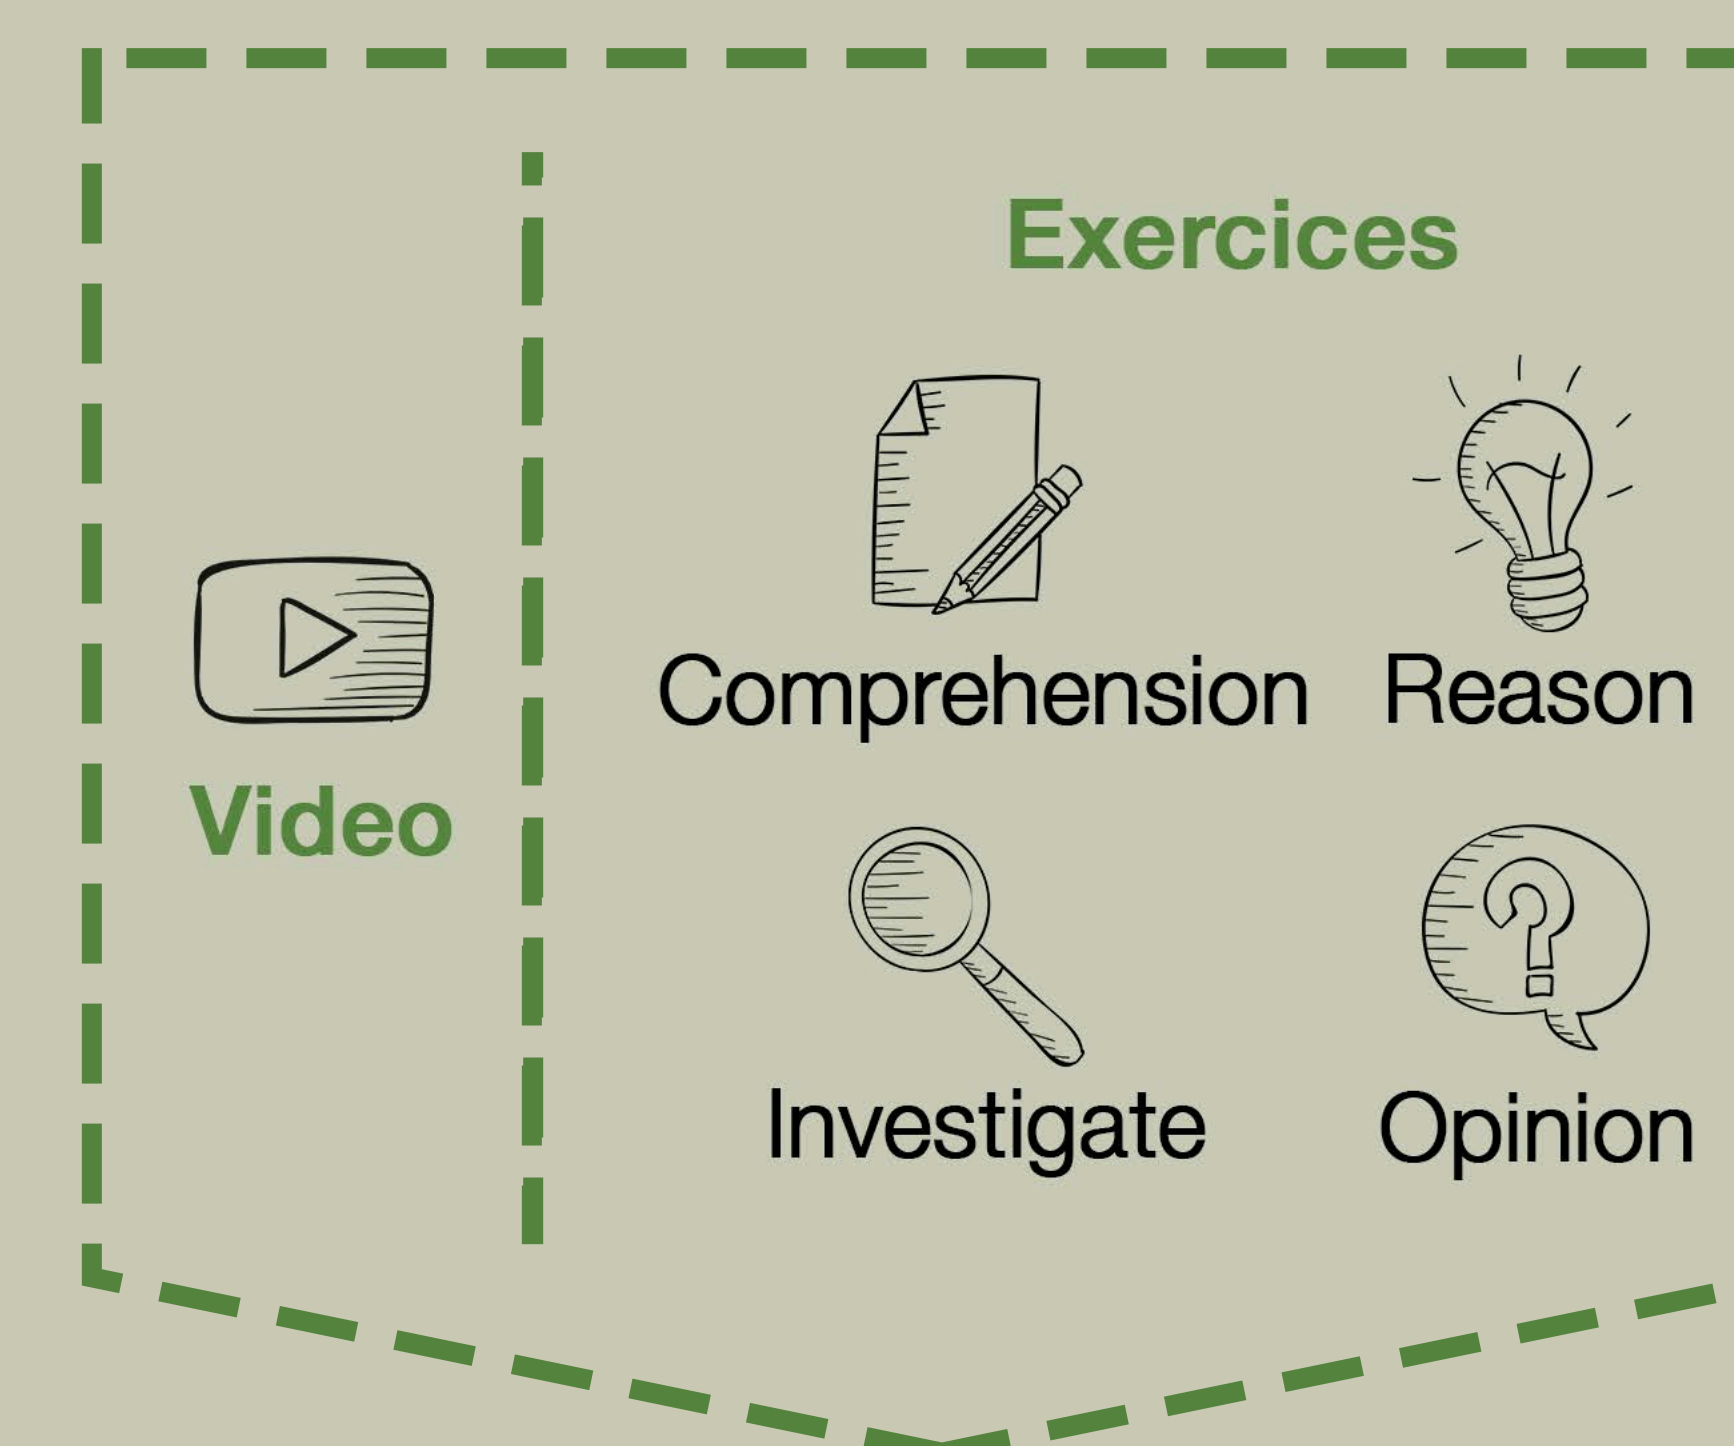 Exercices
Comprehension
Reason
Video
Investigate
Opinion